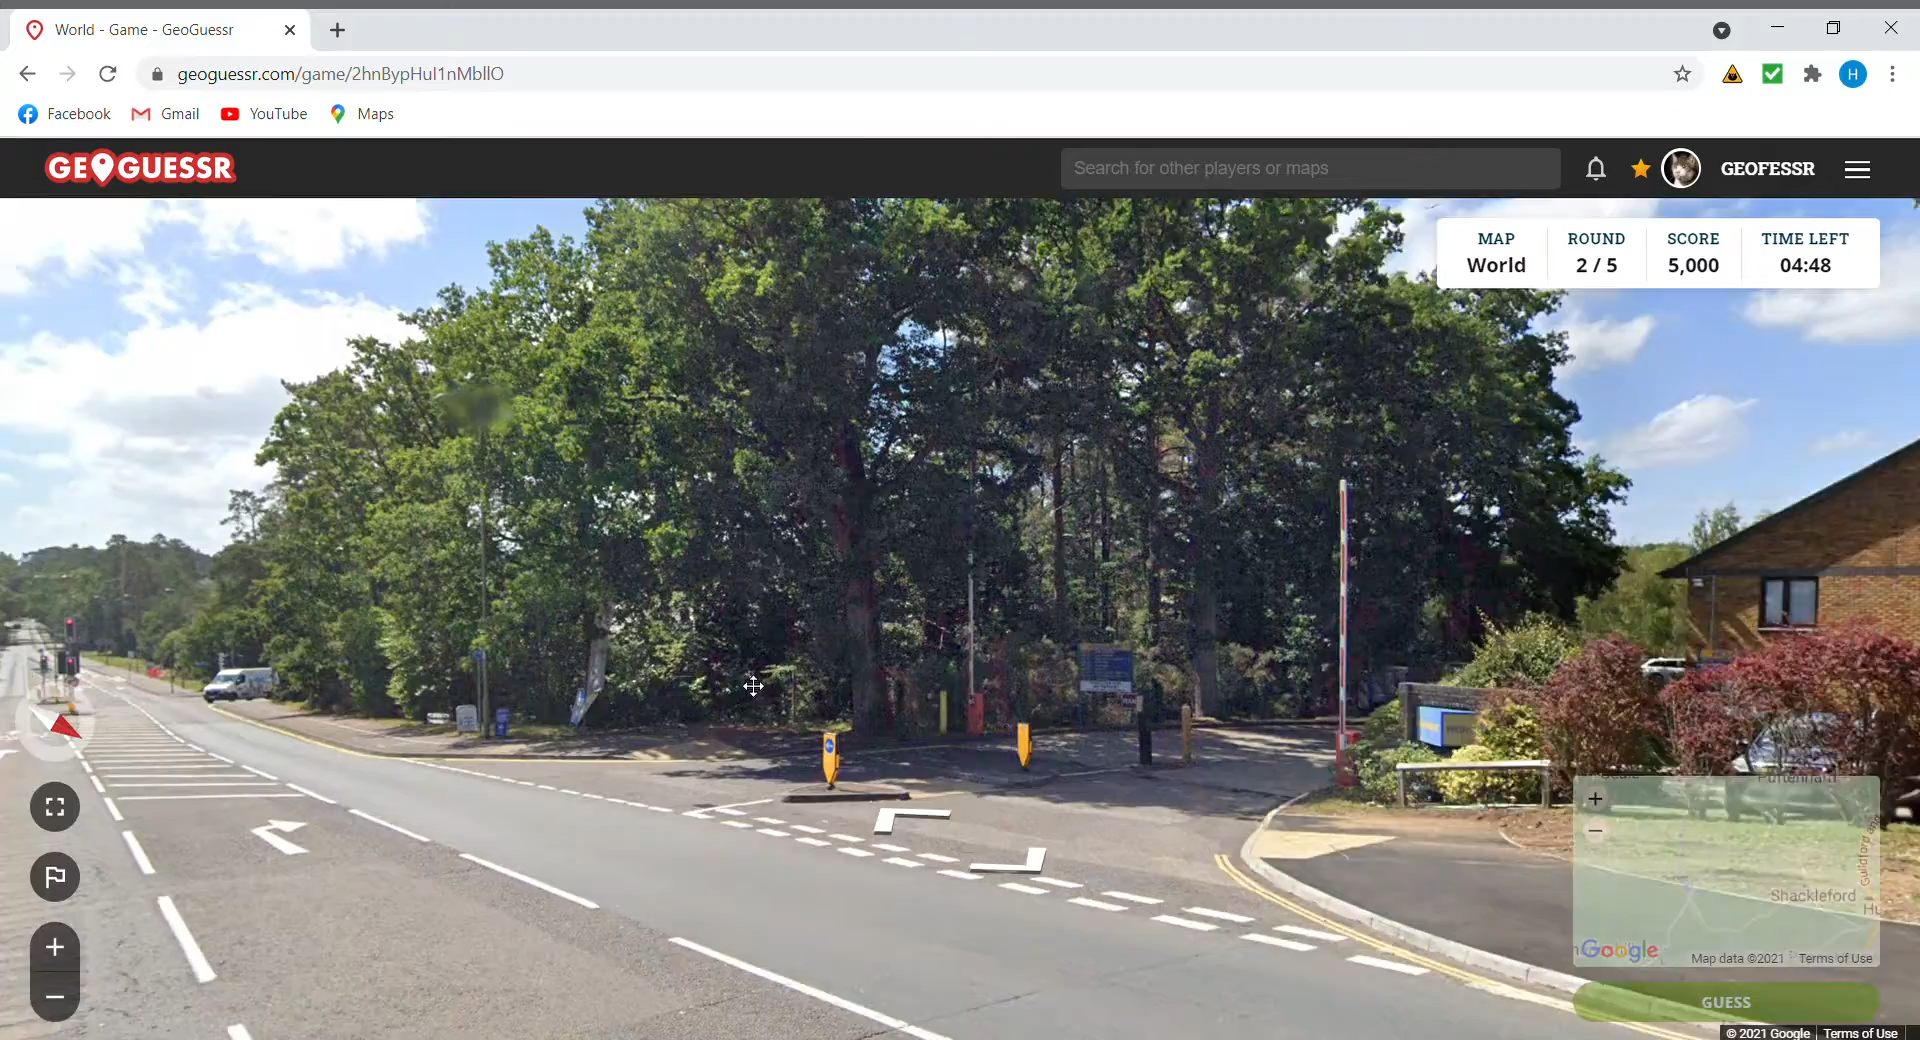 World - Game - GeoGuessr
geoguessr.com/game/2hnBypHul1nMbllO
H
Facebook
Gmail
YouTube
Maps
GEOGUESSR
Search for other players or maps
GEOFESSR
MAP
ROUND
SCORE
TIME LEFT
World
2 / 5
5,000
04:48
Puttenham
Shackleford
Google
Map data ©2021
Terms of Use
GUESS
© 2021 Google
Terms of Use